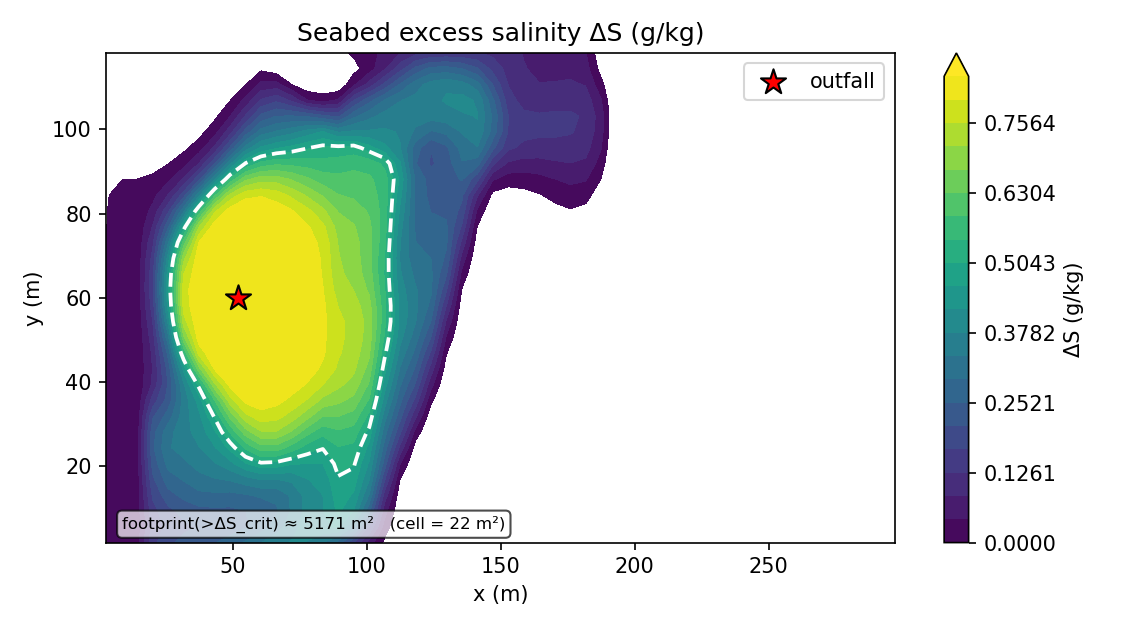 Seabed excess salinity ΔS (g/kg)
outfall
100
80
60
40
20
y (m)
footprint(>ΔS_crit) ≈ 5171 m² (cell = 22 m²)
50
100
150
200
250
x (m)
0.7564
0.6304
0.5043
0.3782
0.2521
0.1261
0.0000
ΔS (g/kg)